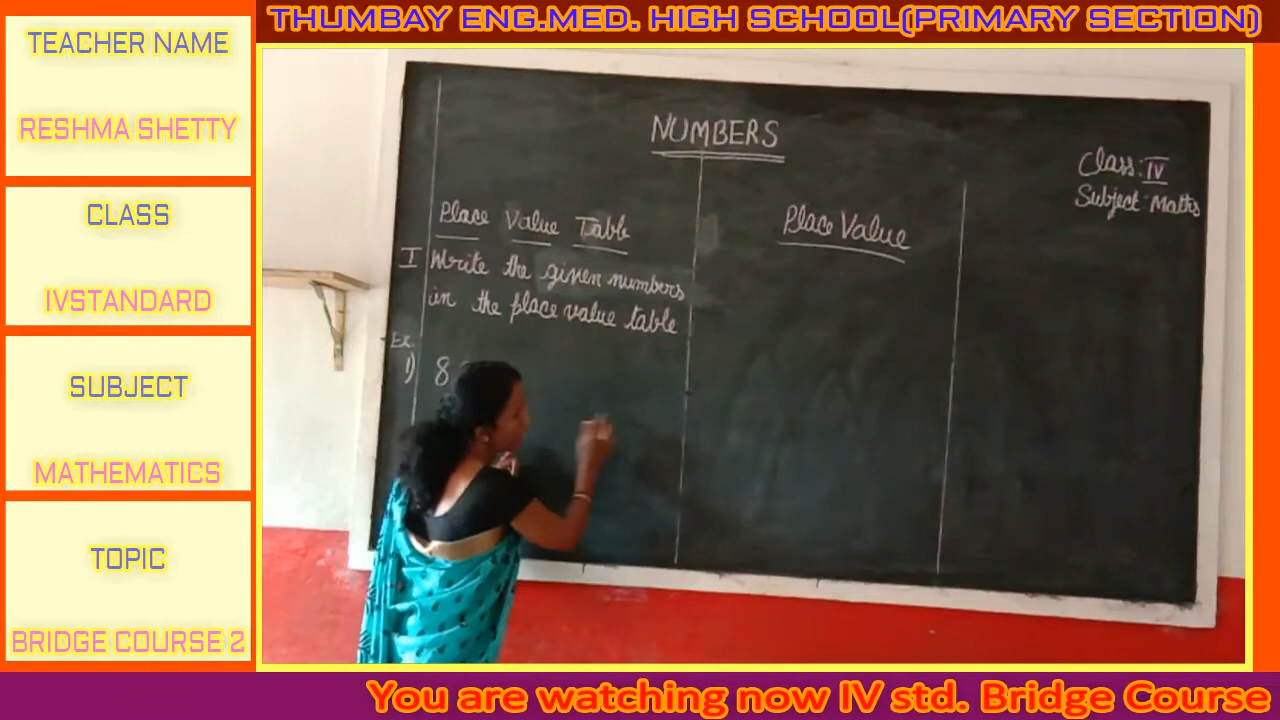 THUMBAY ENG.MED. HIGH SCHOOL(PRIMARY SECTION)
TEACHER NAME
RESHMA SHETTY
CLASS
IVSTANDARD
SUBJECT
MATHEMATICS
TOPIC
BRIDGE COURSE 2
NUMBERS
Class: IV
Subject: Maths
Place Value Table
I Write the given numbers
in the place value table
Ex.
1) 8
Place Value
You are watching now IV std. Bridge Course